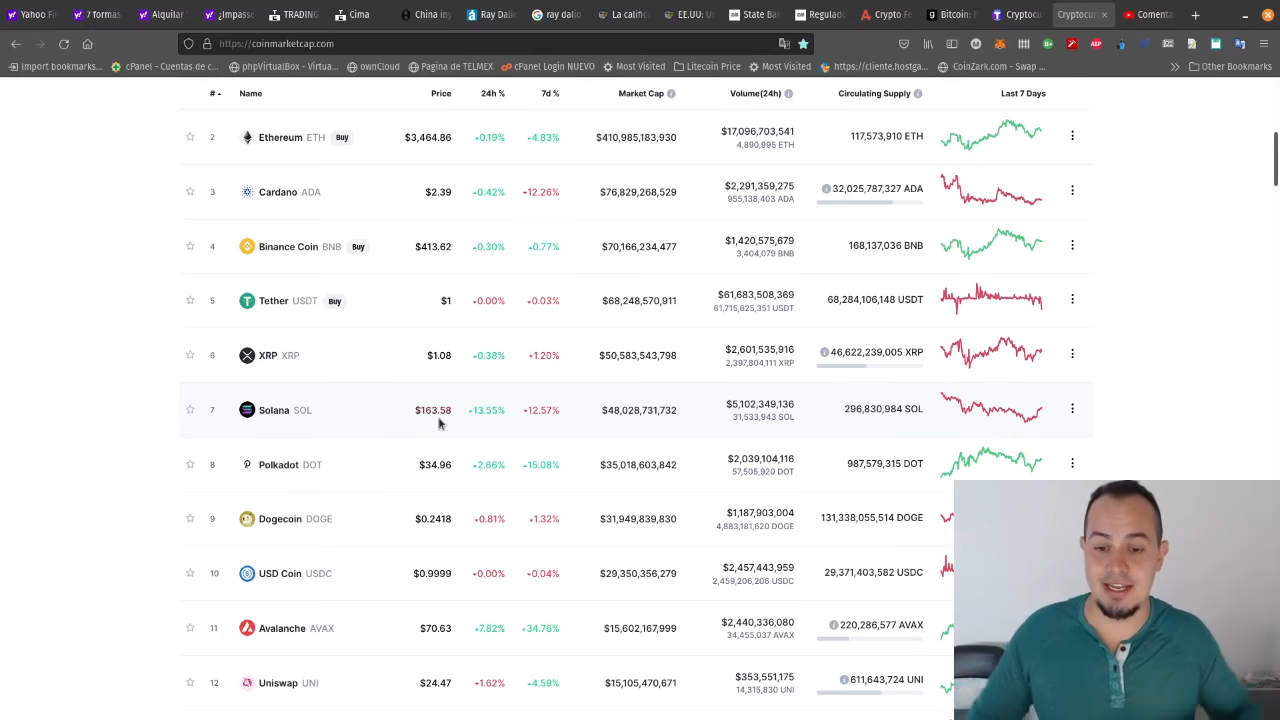 Yahoo Fin
Yahoo
7 formas
Alquilar
¿Impasse
7 TRADING
7 Cima
China imp
Ray Dalio
ray dalio
EE.UU: U
Regulado
Cryptocu
Bitcoin: F
Cryptocu
Cryptocur
Comenta
https://coinmarketcap.com
Import bookmarks...
cPanel - Cuentas de c...
phpVirtualBox - Virtua...
ownCloud
Pagina de TELMEX
cPanel Login NUEVO
Most Visited
Litecoin Price
Most Visited
https://cliente.hostga...
CoinZark.com - Swap ...
Other Bookmarks
# Name Price 24h % 7d % Market Cap Volume(24h) Circulating Supply Last 7 Days
2 Ethereum ETH Buy $3,464.86 0.19% 4.83% $410,985,183,930 $17,096,703,541 117,573,910 ETH
4,890,995 ETH
3 Cardano ADA $2.39 0.42% 12.26% $76,829,268,529 $2,291,359,275 32,025,787,327 ADA
955,138,403 ADA
4 Binance Coin BNB Buy $413.62 0.30% 0.77% $70,166,234,477 $1,420,575,679 168,137,036 BNB
3,404,079 BNB
5 Tether USDT Buy $1 0.00% 0.03% $68,248,570,911 $61,683,508,369 68,284,106,148 USDT
61,715,625,351 USDT
6 XRP XRP $1.08 0.38% 1.20% $50,583,543,798 $2,601,535,916 46,622,239,005 XRP
2,397,804,111 XRP
7 Solana SOL $163.58 13.55% 12.57% $48,028,731,732 $5,102,349,136 296,830,984 SOL
31,533,943 SOL
8 Polkadot DOT $34.96 2.66% 15.08% $35,018,603,842 $2,039,104,116 987,579,315 DOT
57,505,920 DOT
9 Dogecoin DOGE $0.2418 0.81% 1.32% $31,949,839,830 $1,187,903,004 131,338,055,514 DOGE
4,883,181,620 DOGE
10 USD Coin USDC $0.9999 0.00% 0.04% $29,350,356,279 $2,457,443,959 29,371,403,582 USDC
2,459,206,206 USDC
11 Avalanche AVAX $70.63 7.82% 34.76% $15,602,167,999 $2,440,336,080 220,286,577 AVAX
34,455,037 AVAX
12 Uniswap UNI $24.47 1.62% 4.59% $15,105,470,671 $353,551,175 611,643,724 UNI
14,315,830 UNI